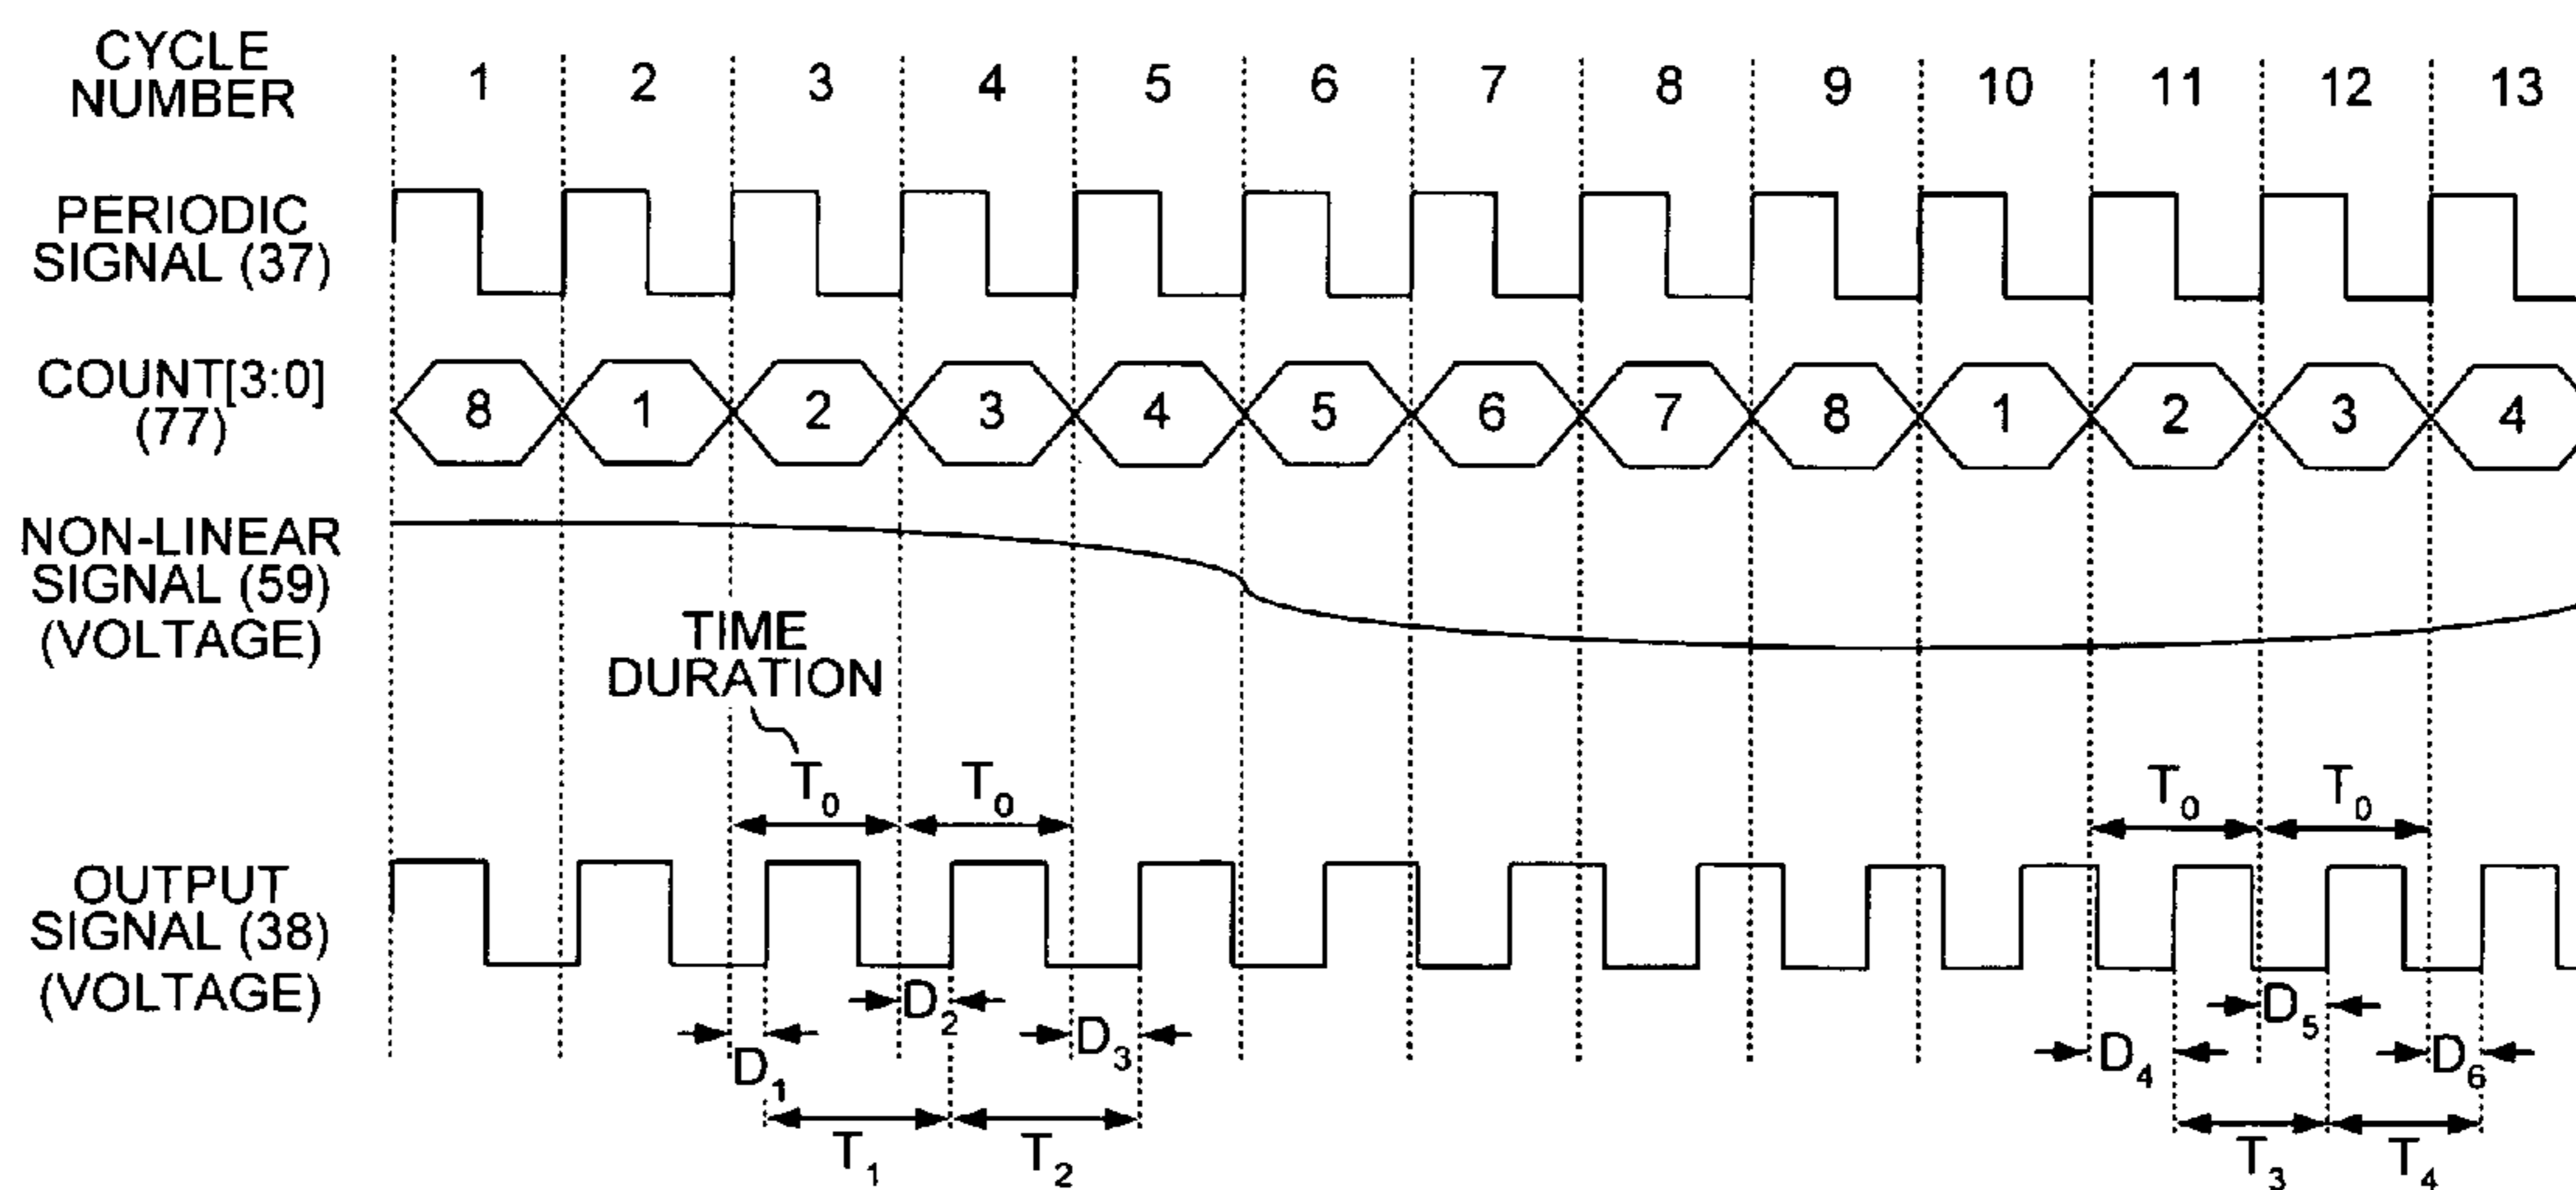 CYCLE
NUMBER
1 2 3 4 5 6 7 8 9 10 11 12 13
PERIODIC
SIGNAL (37)
COUNT[3:0]
(77)
8 1 2 3 4 5 6 7 8 1 2 3 4
NON-LINEAR
SIGNAL (59)
(VOLTAGE)
TIME
DURATION
T0 T0 T0 T0
OUTPUT
SIGNAL (38)
(VOLTAGE)
D1 D2 D3 D4 D5 D6
T1 T2 T3 T4